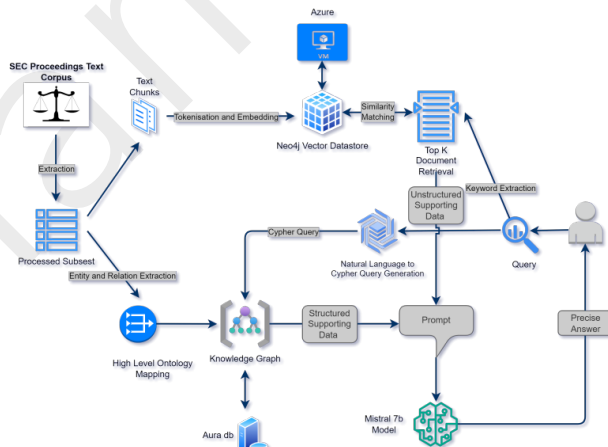 Azure
VM
SEC Proceedings Text
Corpus
Text
Chunks
Tokenisation and Embedding
Similarity
Matching
Neo4j Vector Datastore
Top K
Document
Retrieval
Extraction
Keyword Extraction
Unstructured
Supporting
Data
Processed Subsest
Cypher Query
Natural Language to
Cypher Query Generation
Query
Entity and Relation Extraction
Structured
Supporting
Data
Prompt
Precise
Answer
High Level Ontology
Mapping
Knowledge Graph
Mistral 7b
Model
Aura db